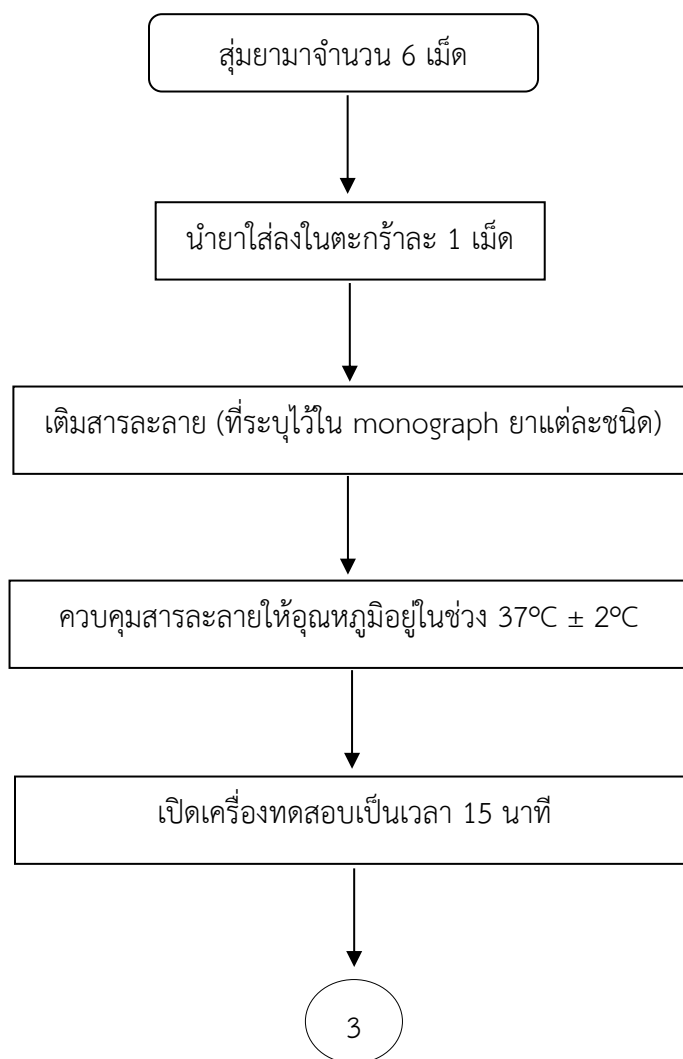 สุ่มยามาจำนวน 6 เม็ด
นำยาใส่ลงในตะกร้าละ 1 เม็ด
เติมสารละลาย (ที่ระบุไว้ใน monograph ยาแต่ละชนิด)
ควบคุมสารละลายให้อุณหภูมิอยู่ในช่วง 37ºC ± 2ºC
เปิดเครื่องทดสอบเป็นเวลา 15 นาที
3